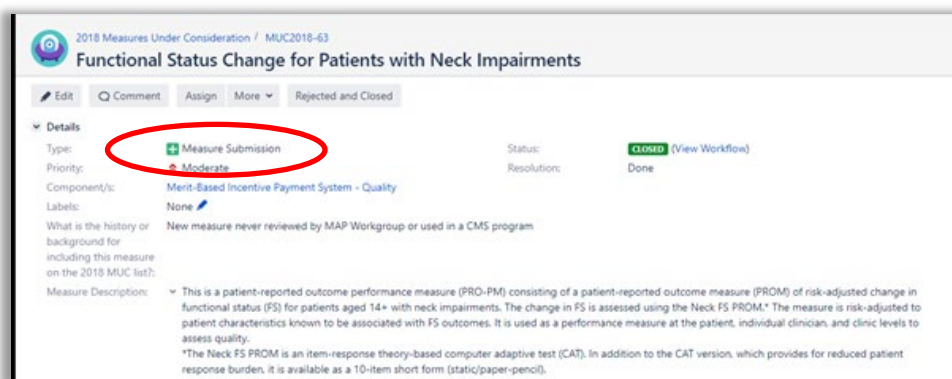 2018 Measures Under Consideration / MUC2018-63
Functional Status Change for Patients with Neck Impairments
Edit Comment Assign More Rejected and Closed
Details
Type: Measure Submission Status: CLOSED (View Workflow)
Priority: Moderate Resolution: Done
Component/s: Merit-Based Incentive Payment System - Quality
Labels: None
What is the history or New measure never reviewed by MAP Workgroup or used in a CMS program
background for
including this measure
on the 2018 MUC list?:
Measure Description: This is a patient-reported outcome performance measure (PRO-PM) consisting of a patient-reported outcome measure (PROM) of risk-adjusted change in
functional status (FS) for patients aged 14+ with neck impairments. The change in FS is assessed using the Neck FS PROM.* The measure is risk-adjusted to
patient characteristics known to be associated with FS outcomes. It is used as a performance measure at the patient, individual clinician, and clinic levels to
assess quality.
*The Neck FS PROM is an item-response theory-based computer adaptive test (CAT). In addition to the CAT version, which provides for reduced patient
response burden, it is available as a 10-item short form (static/paper-pencil).